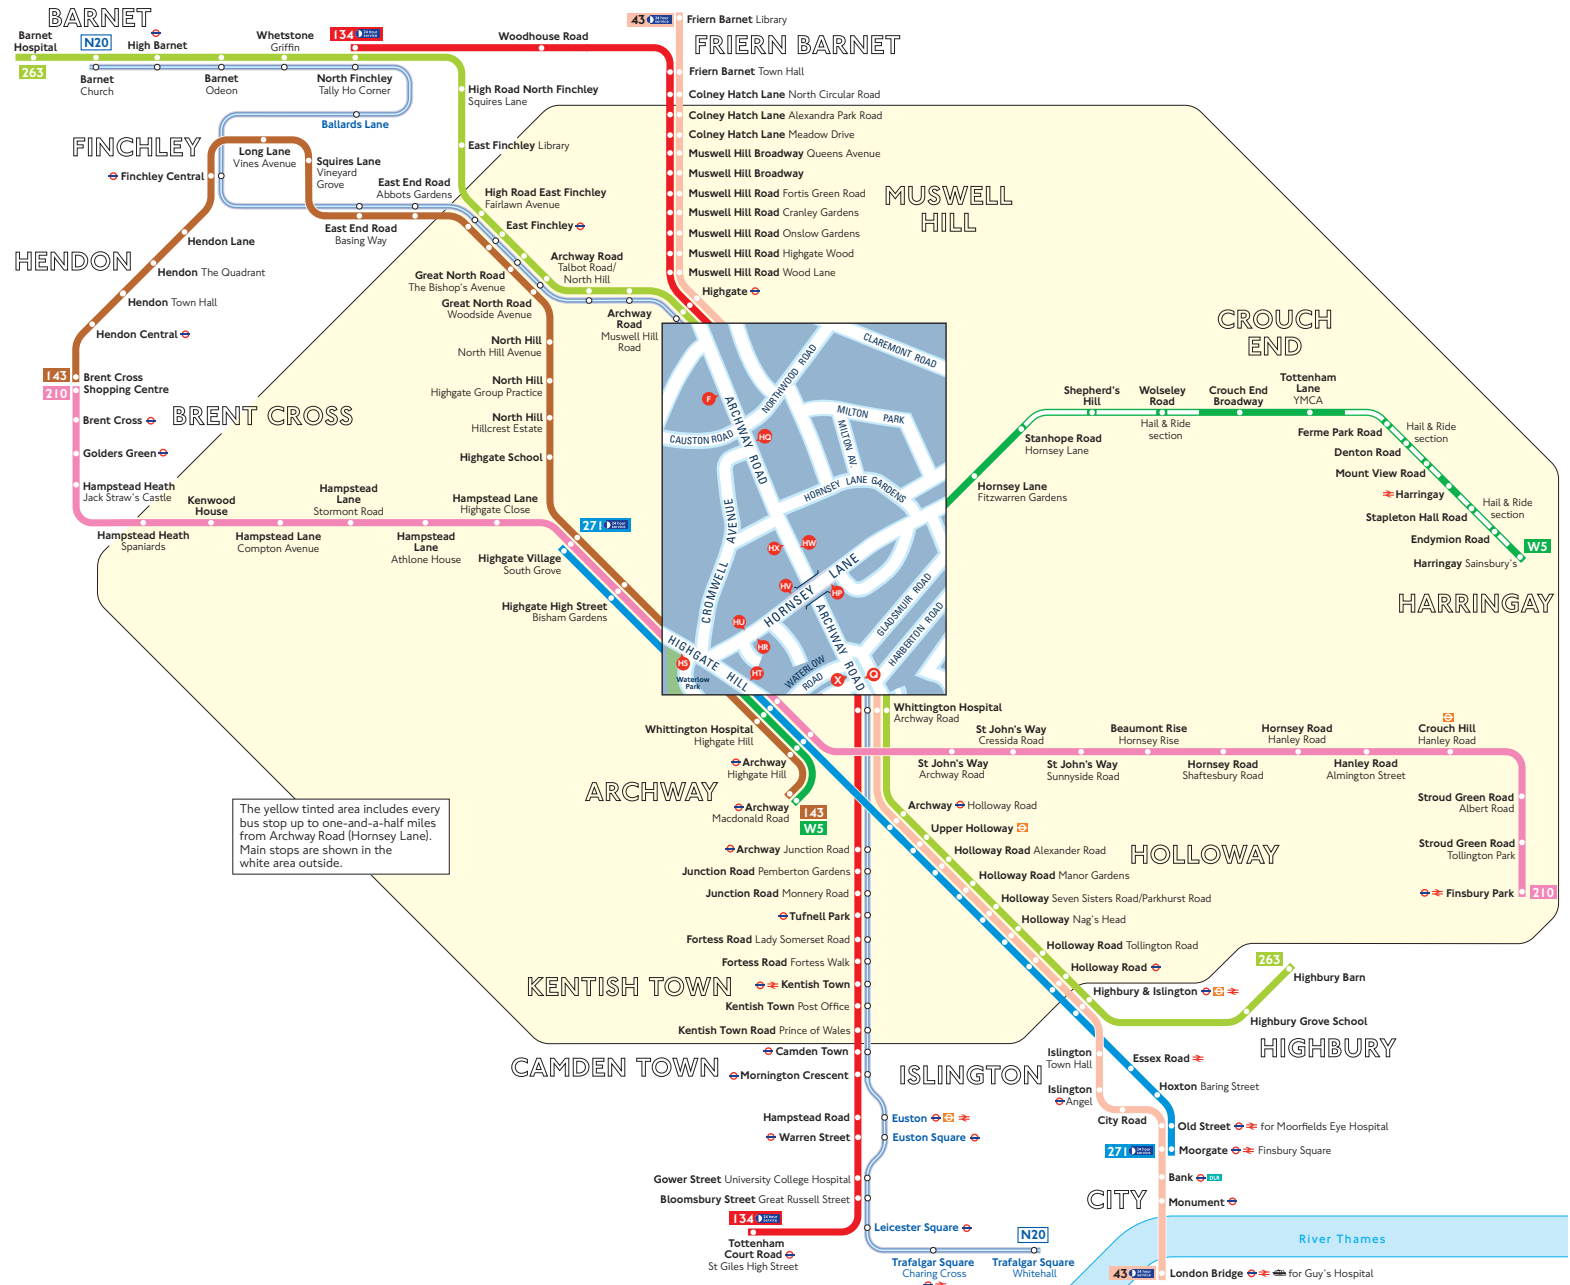 BARNET
Barnet
Hospital
N20
High Barnet
Whetstone
Griffin
134 24 hour service
Woodhouse Road
43 24 hour service
Friern Barnet Library
FRIERN BARNET
263
Barnet
Church
Barnet
Odeon
North Finchley
Tally Ho Corner
High Road North Finchley
Squires Lane
Ballards Lane
East Finchley Library
Friern Barnet Town Hall
Colney Hatch Lane North Circular Road
Colney Hatch Lane Alexandra Park Road
Colney Hatch Lane Meadow Drive
Muswell Hill Broadway Queens Avenue
Muswell Hill Broadway
Muswell Hill Road Fortis Green Road
Muswell Hill Road Cranley Gardens
Muswell Hill Road Onslow Gardens
Muswell Hill Road Highgate Wood
Muswell Hill Road Wood Lane
Highgate
MUSWELL
HILL
FINCHLEY
Long Lane
Vines Avenue
Squires Lane
Vineyard
Grove
Finchley Central
East End Road
Abbots Gardens
East End Road
Basing Way
High Road East Finchley
Fairlawn Avenue
East Finchley
Archway Road
Talbot Road/
North Hill
Great North Road
The Bishop's Avenue
Great North Road
Woodside Avenue
Archway
Road
Muswell Hill
Road
HENDON
Hendon Lane
Hendon The Quadrant
Hendon Town Hall
Hendon Central
143
210
Brent Cross
Shopping Centre
BRENT CROSS
Brent Cross
Golders Green
Hampstead Heath
Jack Straw's Castle
Hampstead Heath
Spaniards
Kenwood
House
Hampstead Lane
Compton Avenue
Hampstead
Lane
Stormont Road
Hampstead
Lane
Athlone House
Hampstead Lane
Highgate Close
North Hill
North Hill Avenue
North Hill
Highgate Group Practice
North Hill
Hillcrest Estate
Highgate School
271 24 hour service
Highgate Village
South Grove
Highgate High Street
Bisham Gardens
CLAREMONT ROAD
NORTHWOOD ROAD
F
ARCHWAY ROAD
CAUSTON ROAD
HQ
MILTON PARK
MILTON AV.
HORNSEY LANE GARDENS
CROMWELL AVENUE
HX
HW
HV
HP
HORNSEY LANE
ARCHWAY ROAD
GLADSMUIR ROAD
HARBERTON ROAD
HU
HR
HT
HS
HIGHGATE HILL
WATERLOW
ROAD
X
Q
Waterlow
Park
CROUCH
END
Shepherd's
Hill
Wolseley
Road
Hail & Ride
section
Crouch End
Broadway
Tottenham
Lane
YMCA
Stanhope Road
Hornsey Lane
Hornsey Lane
Fitzwarren Gardens
Ferme Park Road
Hail & Ride
section
Denton Road
Mount View Road
Harringay
Hail & Ride
section
Stapleton Hall Road
Endymion Road
W5
Harringay Sainsbury's
HARRINGAY
Whittington Hospital
Highgate Hill
Archway
Highgate Hill
ARCHWAY
Archway
Macdonald Road
143
W5
Whittington Hospital
Archway Road
St John's Way
Archway Road
St John's Way
Cressida Road
St John's Way
Sunnyside Road
Beaumont Rise
Hornsey Rise
Hornsey Road
Shaftesbury Road
Hornsey Road
Hanley Road
Hanley Road
Almington Street
Crouch Hill
Hanley Road
Stroud Green Road
Albert Road
Stroud Green Road
Tollington Park
Finsbury Park
210
The yellow tinted area includes every
bus stop up to one-and-a-half miles
from Archway Road (Hornsey Lane).
Main stops are shown in the
white area outside.
Archway Junction Road
Junction Road Pemberton Gardens
Junction Road Monnery Road
Tufnell Park
Fortess Road Lady Somerset Road
Fortess Road Fortess Walk
KENTISH TOWN
Kentish Town
Kentish Town Post Office
Kentish Town Road Prince of Wales
Camden Town
CAMDEN TOWN
Mornington Crescent
Hampstead Road
Warren Street
Euston
Euston Square
Gower Street University College Hospital
Bloomsbury Street Great Russell Street
134 24 hour service
Tottenham
Court Road
St Giles High Street
Leicester Square
N20
Trafalgar Square
Charing Cross
Trafalgar Square
Whitehall
Archway Holloway Road
Upper Holloway
Holloway Road Alexander Road
HOLLOWAY
Holloway Road Manor Gardens
Holloway Seven Sisters Road/Parkhurst Road
Holloway Nag's Head
Holloway Road Tollington Road
Holloway Road
Highbury & Islington
263
Highbury Barn
Highbury Grove School
HIGHBURY
ISLINGTON
Islington
Town Hall
Islington
Angel
Essex Road
Hoxton Baring Street
City Road
Old Street for Moorfields Eye Hospital
271 24 hour service
Moorgate Finsbury Square
Bank DLR
CITY
Monument
River Thames
43 24 hour service
London Bridge for Guy's Hospital